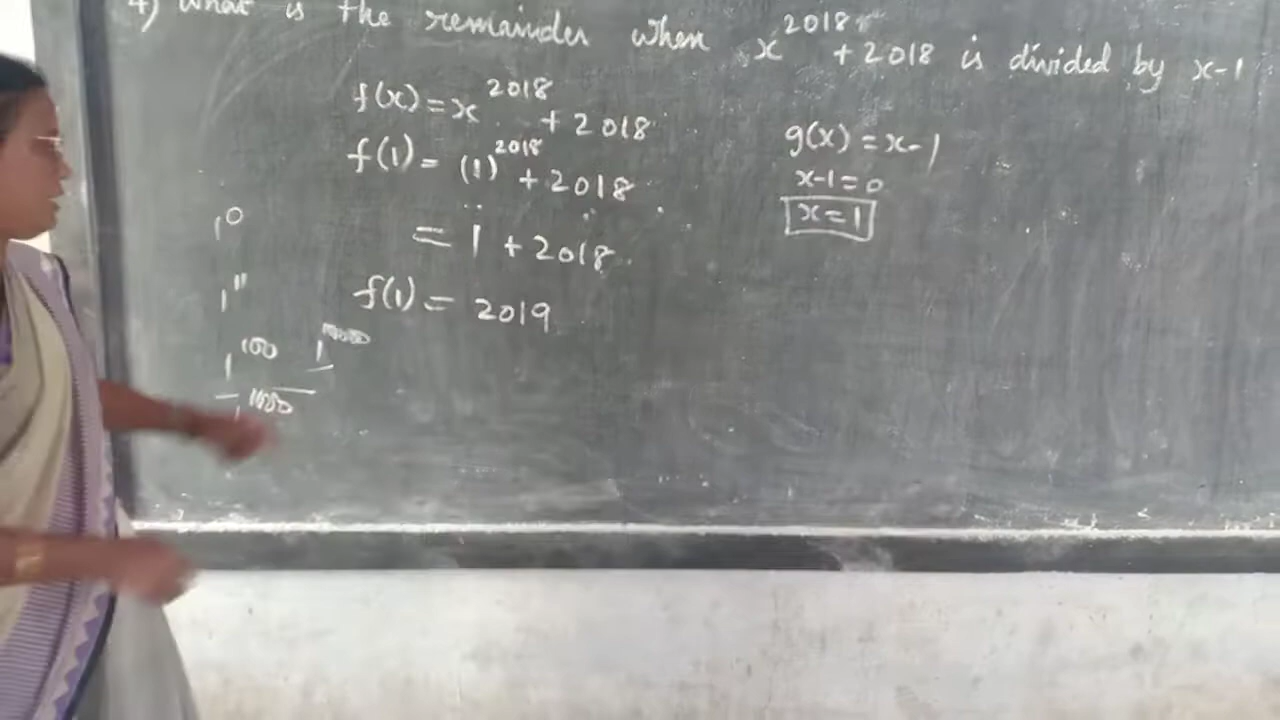 4) What is the remainder when x^2018 + 2018 is divided by x-1
f(x) = x^2018 + 2018
g(x) = x-1
f(1) = (1)^2018 + 2018
x-1=0
x=1
= 1 + 2018
f(1) = 2019
1^0
1^11
1^100